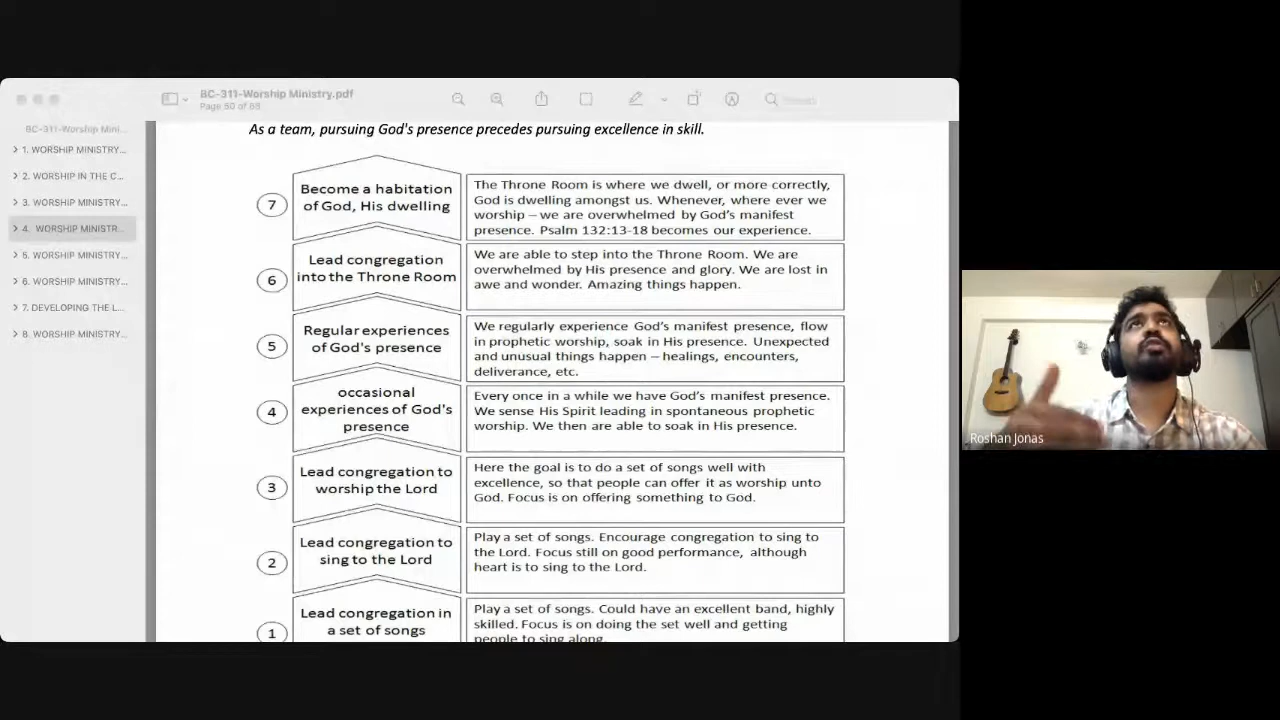 BC-311-Worship Ministry.pdf
Page 50 of 65
Search
BC-311-Worship Mini...
1. WORSHIP MINISTRY...
2. WORSHIP IN THE C...
3. WORSHIP MINISTRY...
4. WORSHIP MINISTR...
5. WORSHIP MINISTRY...
6. WORSHIP MINISTRY...
7. DEVELOPING THE L...
8. WORSHIP MINISTRY...
As a team, pursuing God's presence precedes pursuing excellence in skill.
7
Become a habitation
of God, His dwelling
The Throne Room is where we dwell, or more correctly,
God is dwelling amongst us. Whenever, where ever we
worship – we are overwhelmed by God's manifest
presence. Psalm 132:13-18 becomes our experience.
6
Lead congregation
into the Throne Room
We are able to step into the Throne Room. We are
overwhelmed by His presence and glory. We are lost in
awe and wonder. Amazing things happen.
5
Regular experiences
of God's presence
We regularly experience God's manifest presence, flow
in prophetic worship, soak in His presence. Unexpected
and unusual things happen – healings, encounters,
deliverance, etc.
4
occasional
experiences of God's
presence
Every once in a while we have God's manifest presence.
We sense His Spirit leading in spontaneous prophetic
worship. We then are able to soak in His presence.
3
Lead congregation to
worship the Lord
Here the goal is to do a set of songs well with
excellence, so that people can offer it as worship unto
God. Focus is on offering something to God.
2
Lead congregation to
sing to the Lord
Play a set of songs. Encourage congregation to sing to
the Lord. Focus still on good performance, although
heart is to sing to the Lord.
1
Lead congregation in
a set of songs
Play a set of songs. Could have an excellent band, highly
skilled. Focus is on doing the set well and getting
people to sing along.
Roshan Jonas